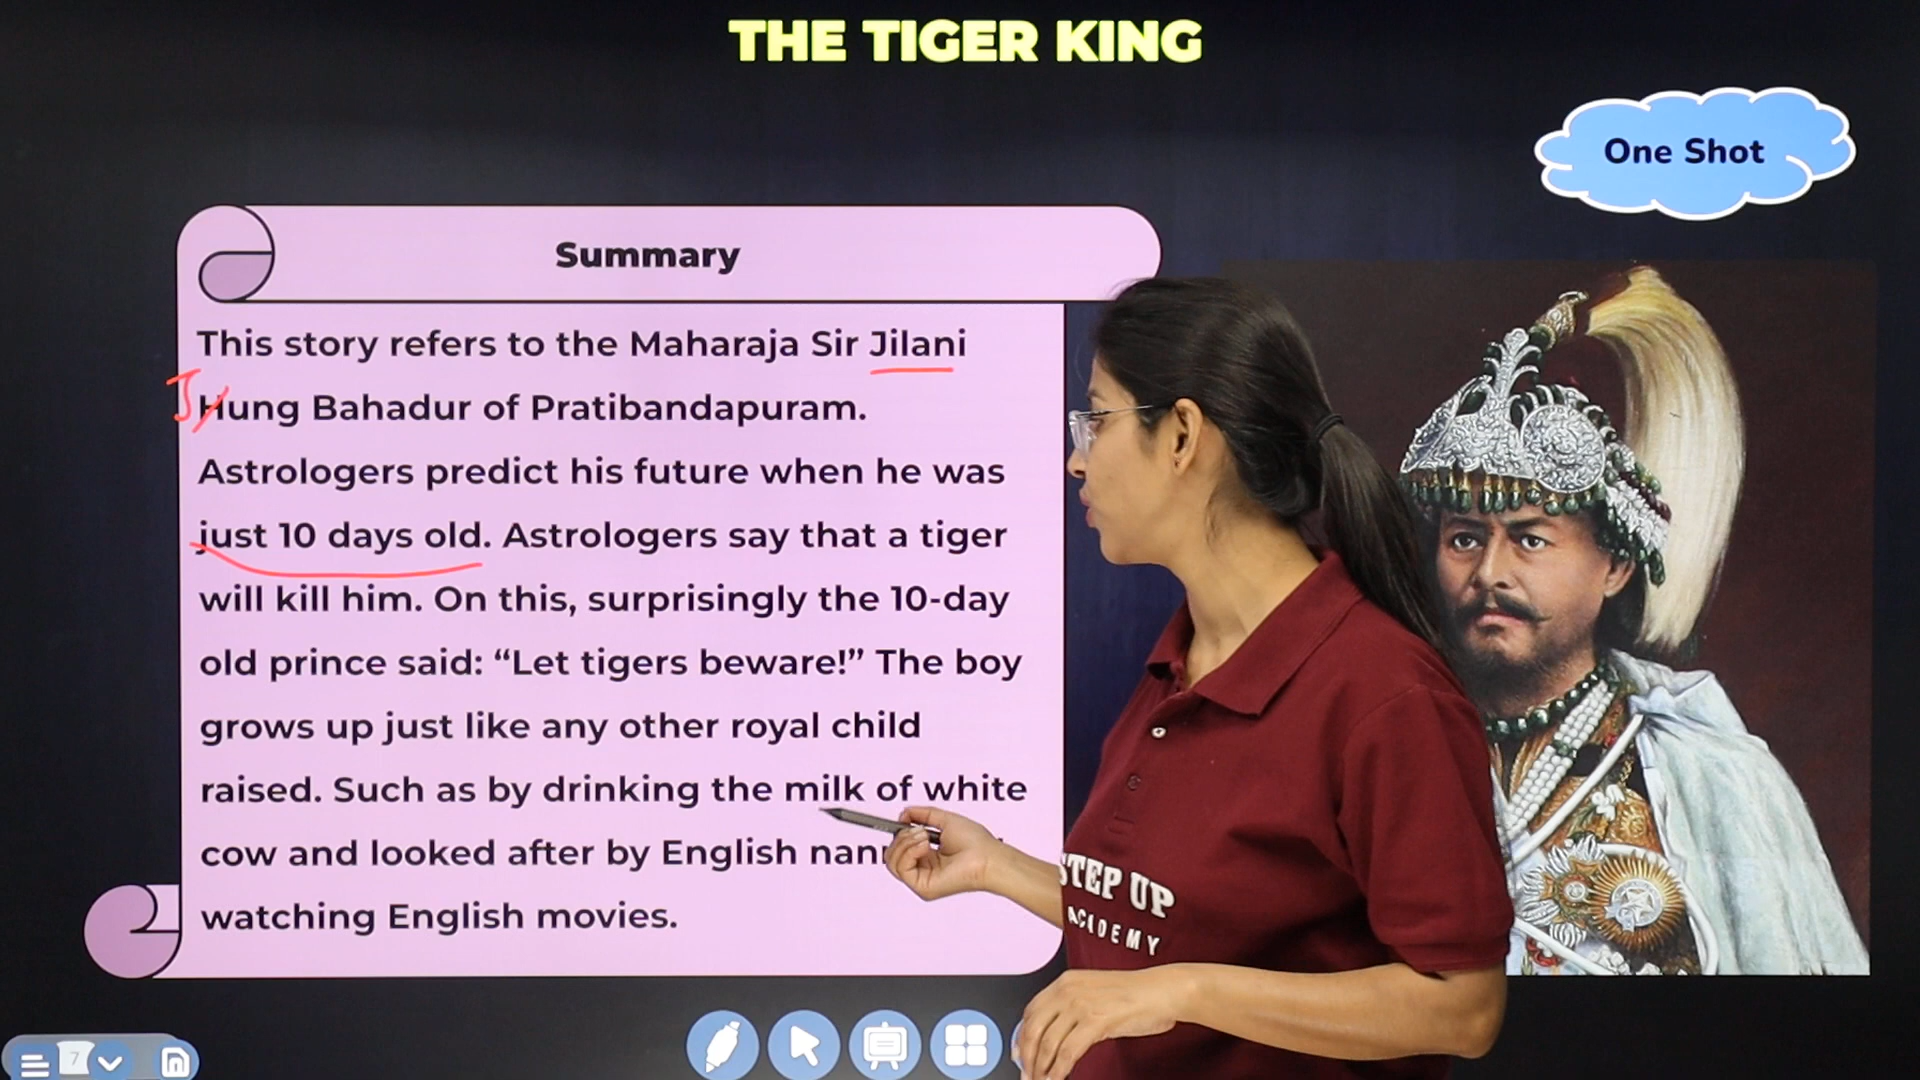 THE TIGER KING
One Shot
Summary
This story refers to the Maharaja Sir Jilani
J
Hung Bahadur of Pratibandapuram.
Astrologers predict his future when he was
just 10 days old. Astrologers say that a tiger
will kill him. On this, surprisingly the 10-day
old prince said: “Let tigers beware!” The boy
grows up just like any other royal child
raised. Such as by drinking the milk of white
cow and looked after by English
watching English movies.
STEP UP
ACADEMY
7